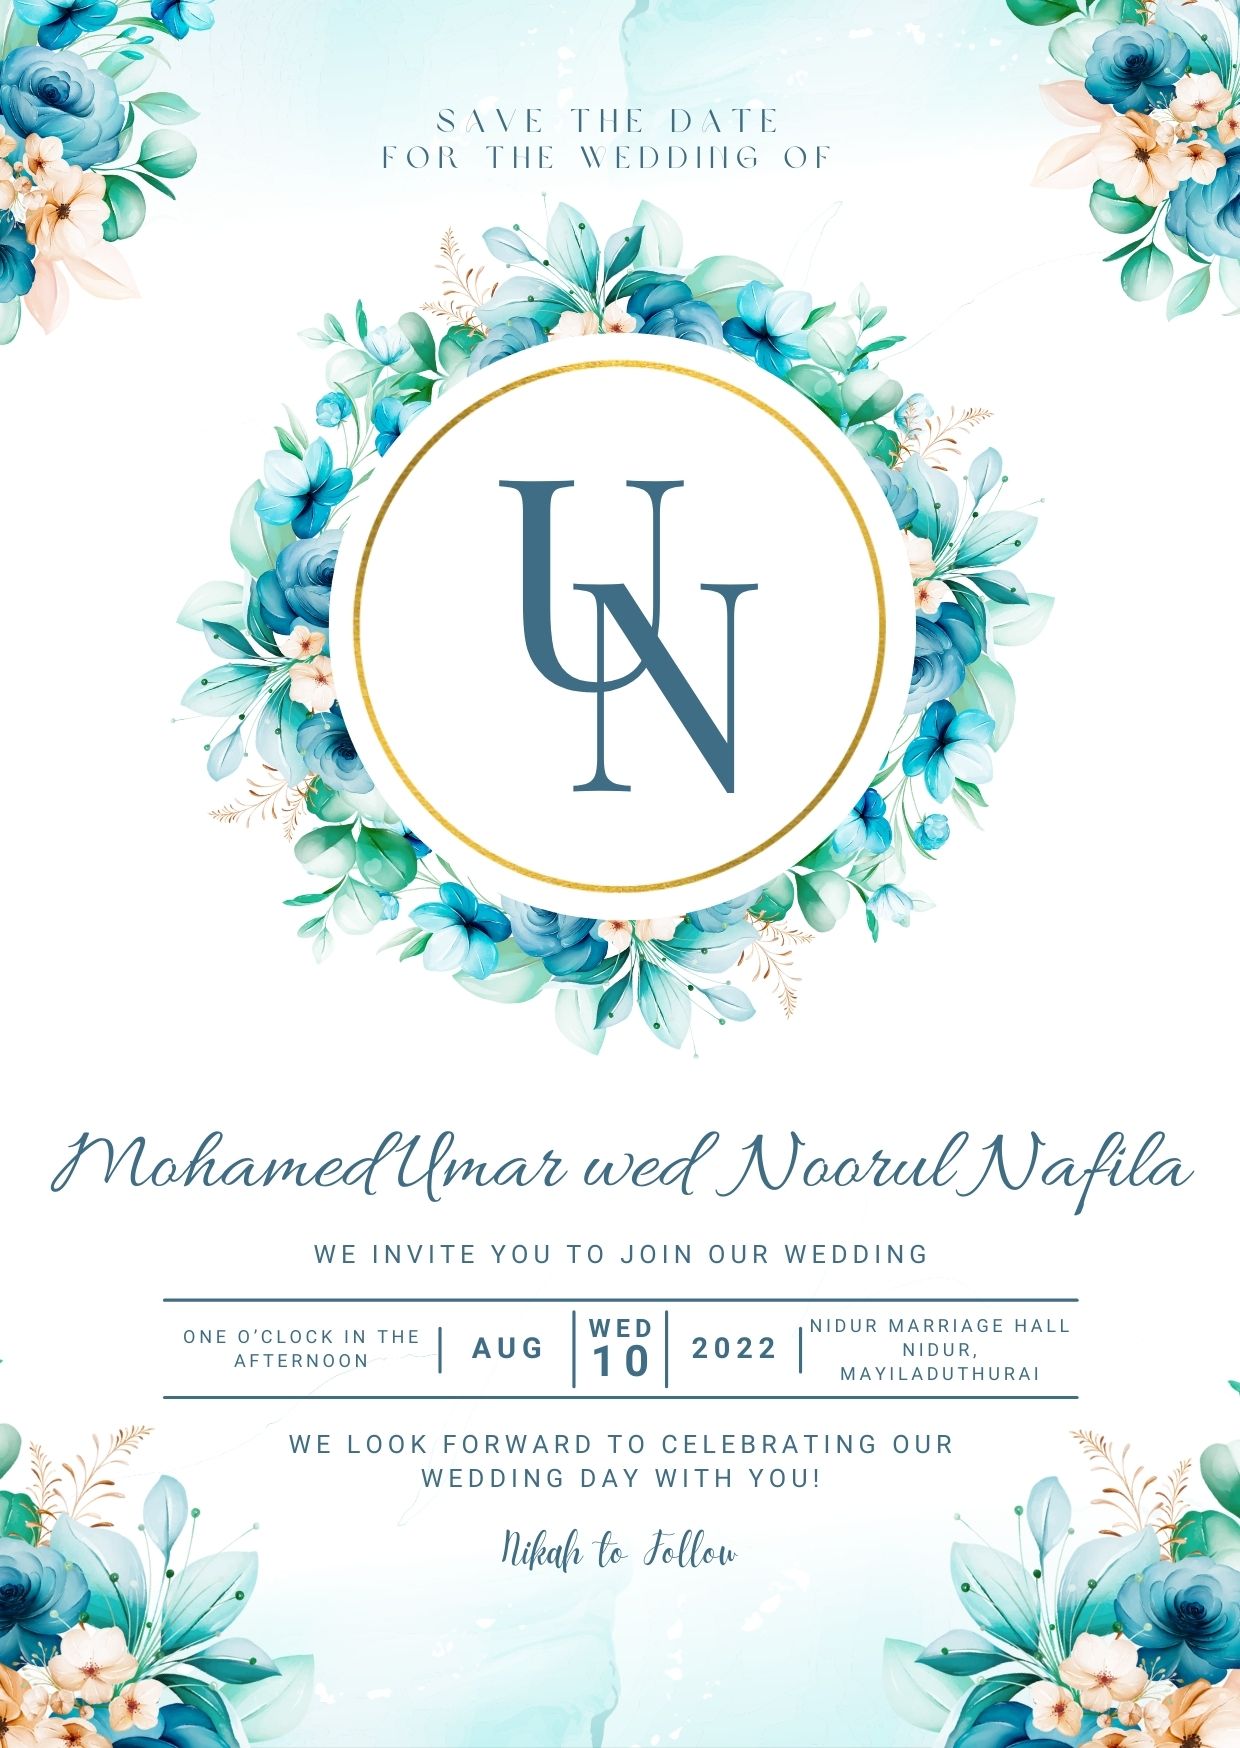 SAVE THE DATE
FOR THE WEDDING OF
U
N
Mohamed Umar wed Noorul Nafila
WE INVITE YOU TO JOIN OUR WEDDING
ONE O'CLOCK IN THE
AFTERNOON
AUG
WED
10
2022
NIDUR MARRIAGE HALL
NIDUR,
MAYILADUTHURAI
WE LOOK FORWARD TO CELEBRATING OUR
WEDDING DAY WITH YOU!
Nikah to Follow